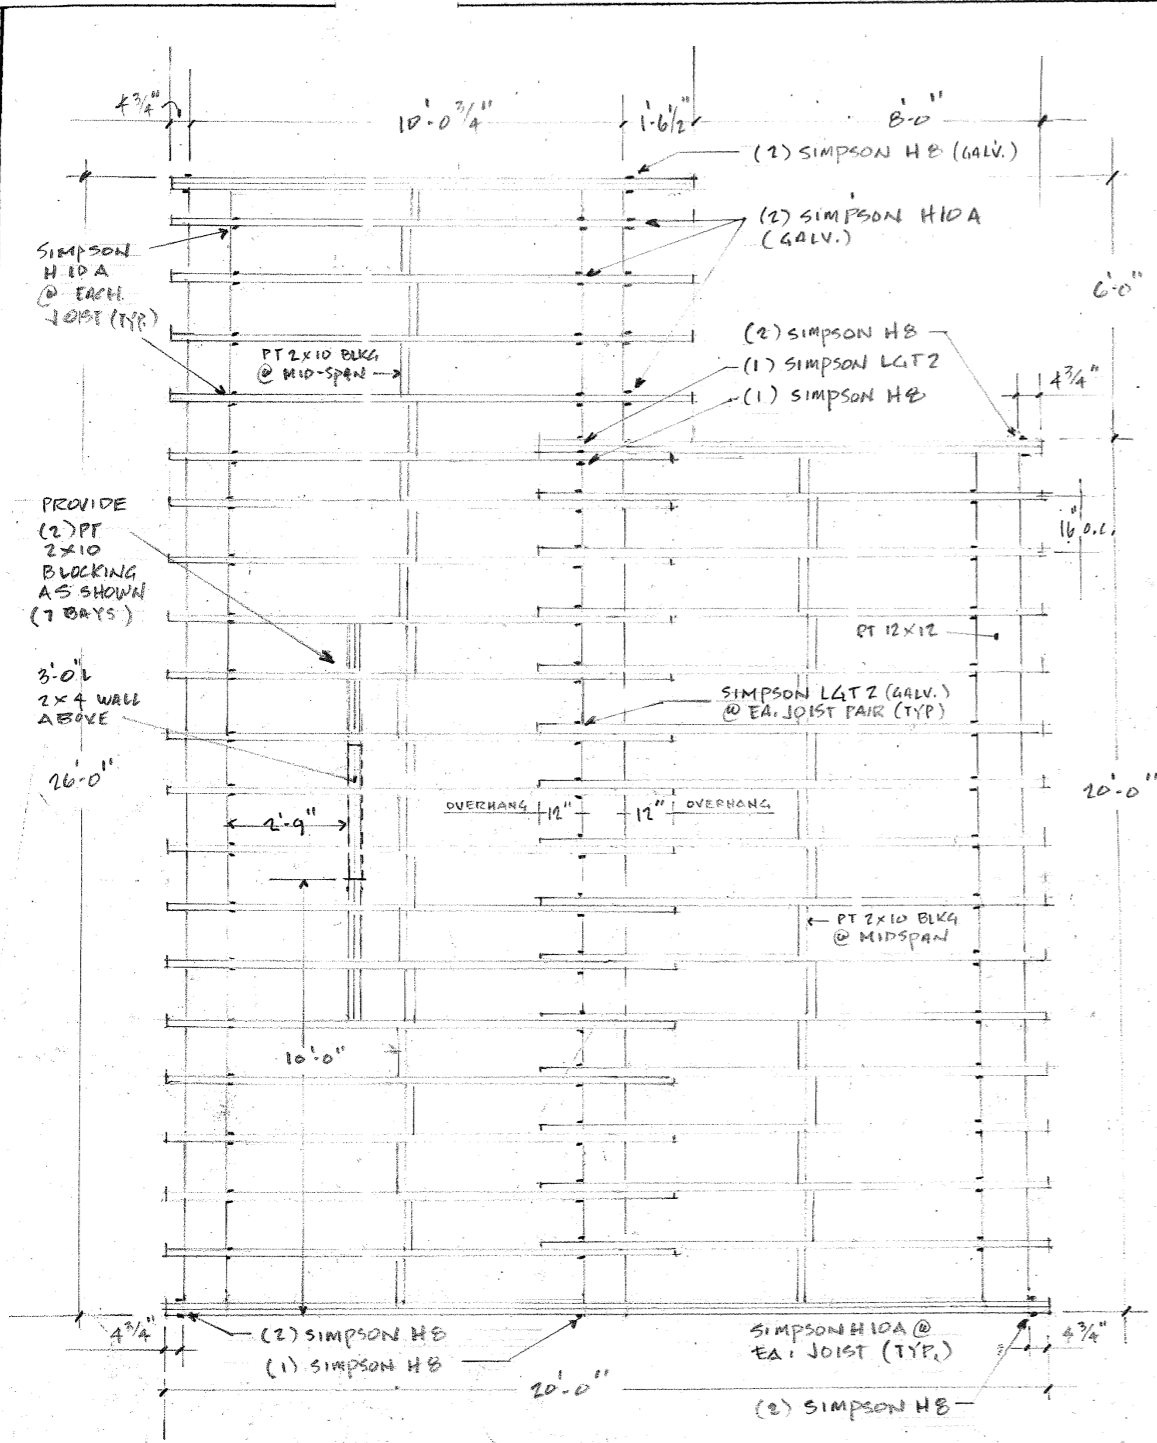 4 3/4"
10'-0 3/4"
1'-6 1/2"
8'-0"
(2) SIMPSON H8 (GALV.)
(2) SIMPSON H10A
(GALV.)
SIMPSON
H10A
@ EACH
JOIST (TYP.)
6'-0"
(2) SIMPSON H8
(1) SIMPSON LGT2
(1) SIMPSON H8
PT 2x10 BLKG
@ MID-SPAN
4 3/4"
PROVIDE
(2) PT
2x10
BLOCKING
AS SHOWN
(7 BAYS)
16" O.C.
PT 12x12
3'-0" L
2x4 WALL
ABOVE
SIMPSON LGT2 (GALV.)
@ EA. JOIST PAIR (TYP)
26'-0"
20'-0"
OVERHANG 12"
12" OVERHANG
2'-9"
PT 2x10 BLKG
@ MIDSPAN
10'-0"
4 3/4"
(2) SIMPSON H8
(1) SIMPSON H8
SIMPSON H10A @
EA. JOIST (TYP.)
4 3/4"
20'-0"
(2) SIMPSON H8